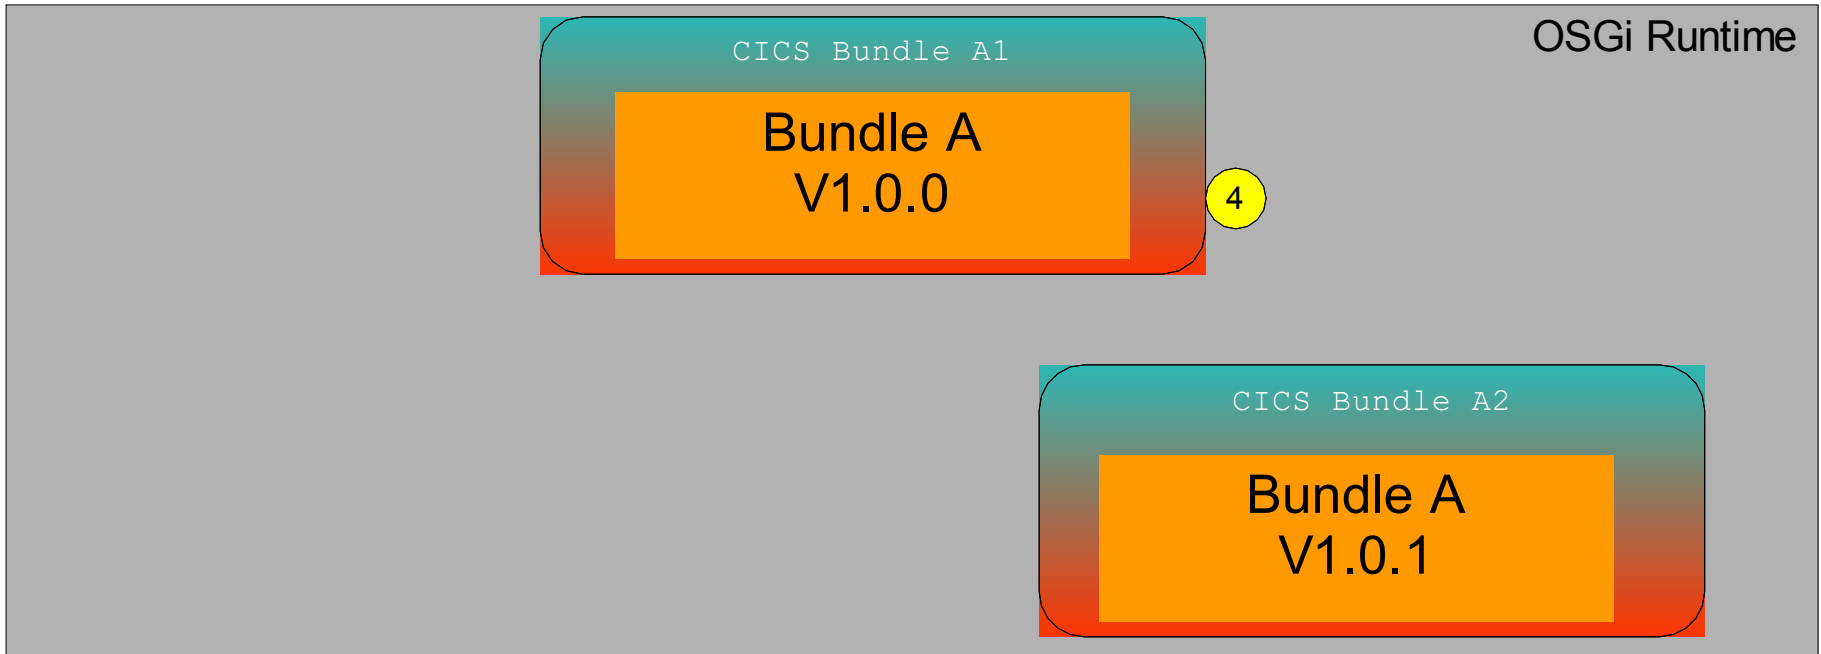 OSGi Runtime
CICS Bundle A1
Bundle A
V1.0.0
4
CICS Bundle A2
Bundle A
V1.0.1